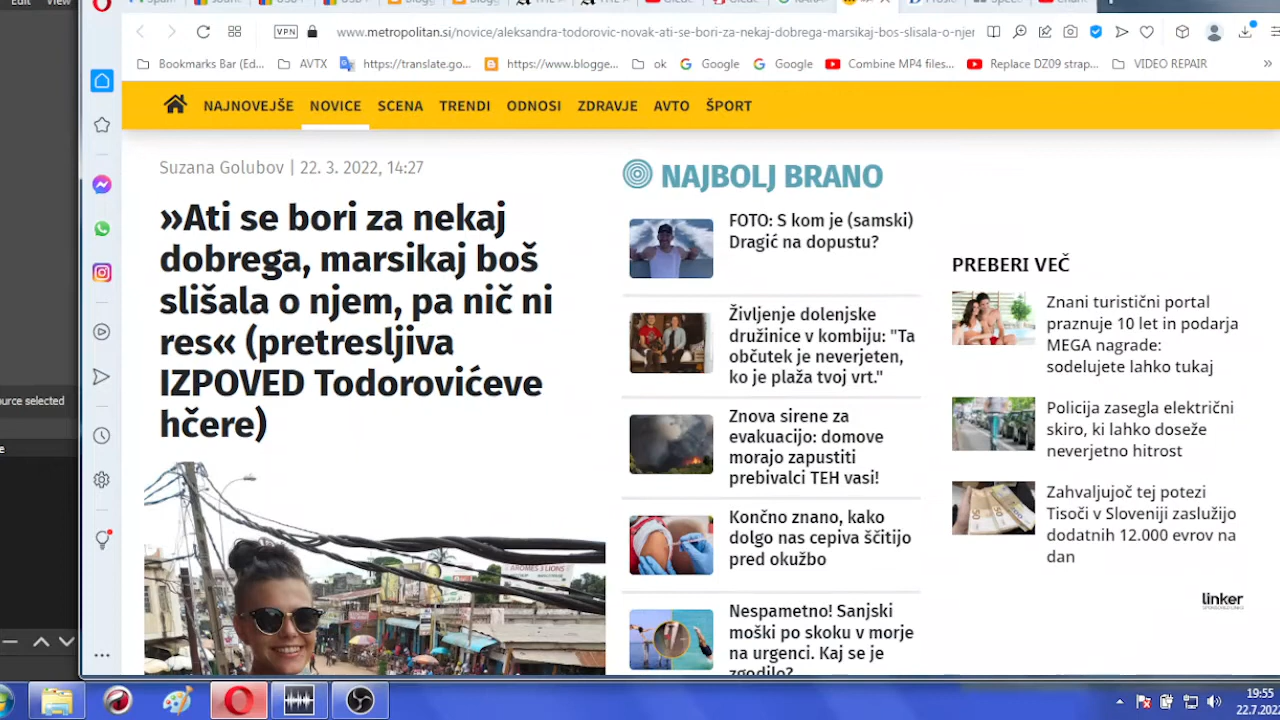 Edit View
VPN
www.metropolitan.si/novice/aleksandra-todorovic-novak-ati-se-bori-za-nekaj-dobrega-marsikaj-bos-slisala-o-njer
Bookmarks Bar (Ed...
AVTX
https://translate.go...
https://www.blogge...
ok
Google
Google
Combine MP4 files...
Replace DZ09 strap...
VIDEO REPAIR
»
NAJNOVEJŠE NOVICE SCENA TRENDI ODNOSI ZDRAVJE AVTO ŠPORT
Suzana Golubov | 22. 3. 2022, 14:27
»Ati se bori za nekaj
dobrega, marsikaj boš
slišala o njem, pa nič ni
res« (pretresljiva
IZPOVED Todorovićeve
hčere)
AROMES 3 LIONS
NAJBOLJ BRANO
FOTO: S kom je (samski)
Dragić na dopustu?
Življenje dolenjske
družinice v kombiju: "Ta
občutek je neverjeten,
ko je plaža tvoj vrt."
Znova sirene za
evakuacijo: domove
morajo zapustiti
prebivalci TEH vasi!
Končno znano, kako
dolgo nas cepiva ščitijo
pred okužbo
Nespametno! Sanjski
moški po skoku v morje
na urgenci. Kaj se je
zgodilo?
PREBERI VEČ
Znani turistični portal
praznuje 10 let in podarja
MEGA nagrade:
sodelujete lahko tukaj
Policija zasegla električni
skiro, ki lahko doseže
neverjetno hitrost
Zahvaljujoč tej potezi
Tisoči v Sloveniji zaslužijo
dodatnih 12.000 evrov na
dan
linker
ource selected
e
19:55
22.7.202